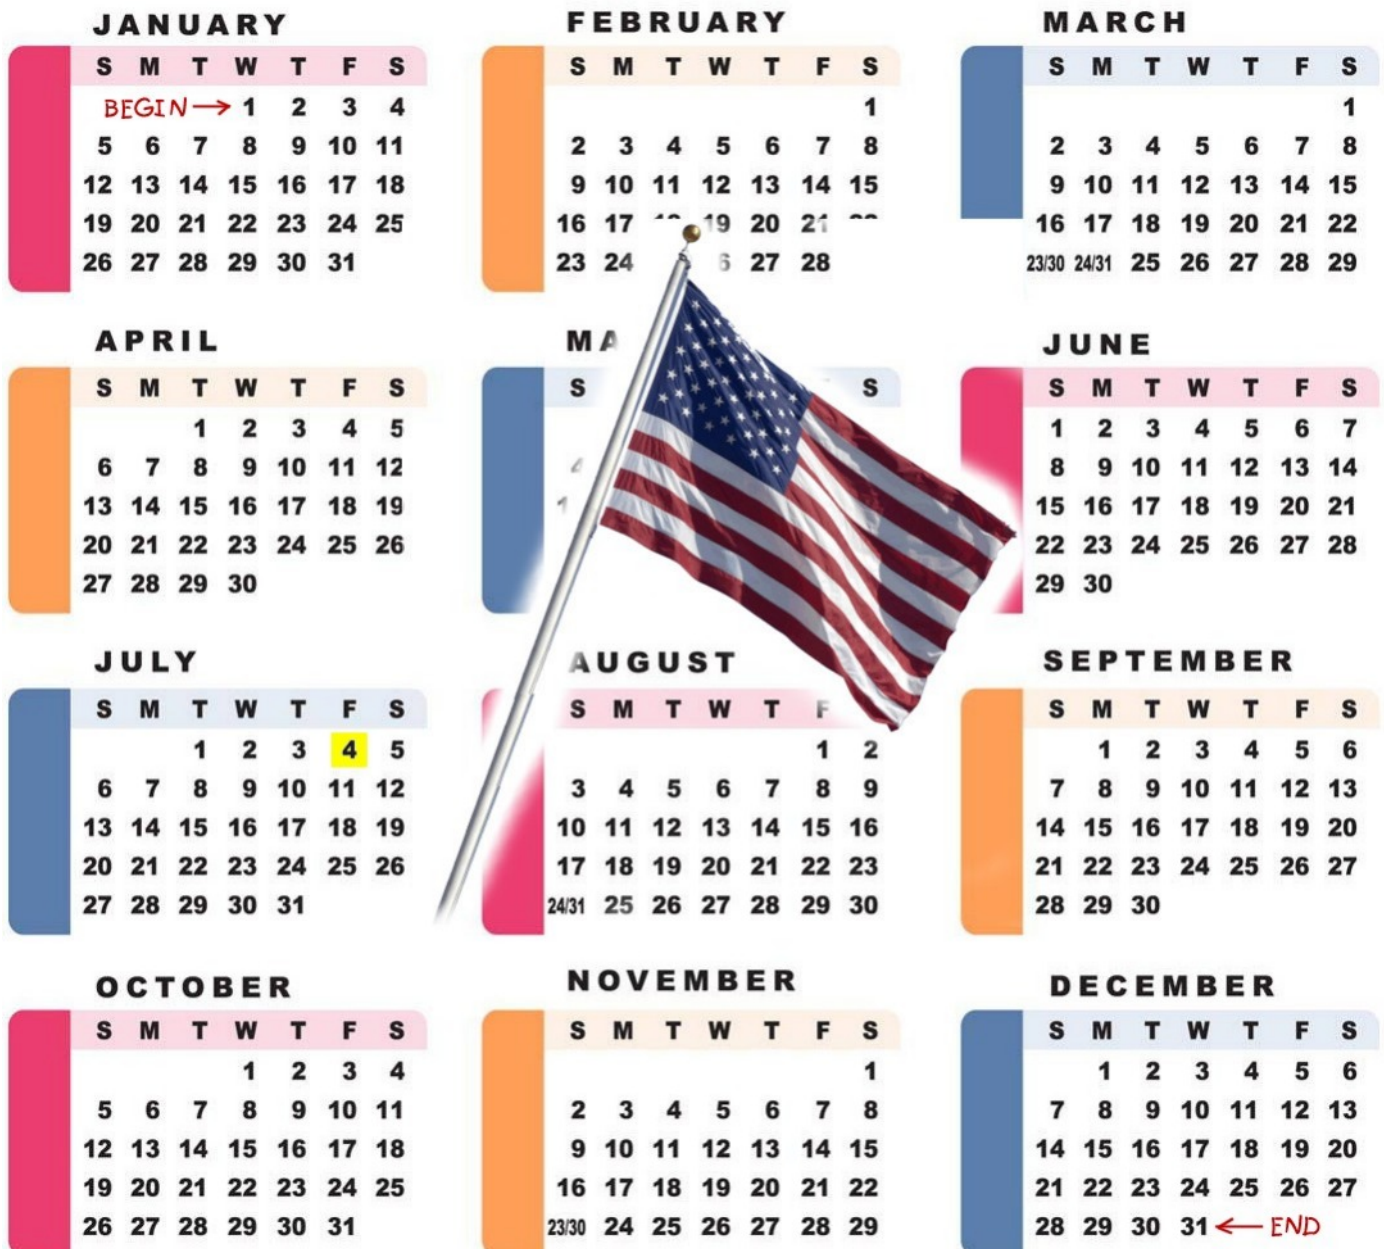 JANUARY
S M T W T F S
BEGIN → 1 2 3 4
5 6 7 8 9 10 11
12 13 14 15 16 17 18
19 20 21 22 23 24 25
26 27 28 29 30 31
FEBRUARY
S M T W T F S
1
2 3 4 5 6 7 8
9 10 11 12 13 14 15
16 17 19 20 21
23 24 6 27 28
MARCH
S M T W T F S
1
2 3 4 5 6 7 8
9 10 11 12 13 14 15
16 17 18 19 20 21 22
23/30 24/31 25 26 27 28 29
APRIL
S M T W T F S
1 2 3 4 5
6 7 8 9 10 11 12
13 14 15 16 17 18 19
20 21 22 23 24 25 26
27 28 29 30
MA
S S
JUNE
S M T W T F S
1 2 3 4 5 6 7
8 9 10 11 12 13 14
15 16 17 18 19 20 21
22 23 24 25 26 27 28
29 30
JULY
S M T W T F S
1 2 3 4 5
6 7 8 9 10 11 12
13 14 15 16 17 18 19
20 21 22 23 24 25 26
27 28 29 30 31
AUGUST
S M T W T F
1 2
3 4 5 6 7 8 9
10 11 12 13 14 15 16
17 18 19 20 21 22 23
24/31 25 26 27 28 29 30
SEPTEMBER
S M T W T F S
1 2 3 4 5 6
7 8 9 10 11 12 13
14 15 16 17 18 19 20
21 22 23 24 25 26 27
28 29 30
OCTOBER
S M T W T F S
1 2 3 4
5 6 7 8 9 10 11
12 13 14 15 16 17 18
19 20 21 22 23 24 25
26 27 28 29 30 31
NOVEMBER
S M T W T F S
1
2 3 4 5 6 7 8
9 10 11 12 13 14 15
16 17 18 19 20 21 22
23/30 24 25 26 27 28 29
DECEMBER
S M T W T F S
1 2 3 4 5 6
7 8 9 10 11 12 13
14 15 16 17 18 19 20
21 22 23 24 25 26 27
28 29 30 31 ← END